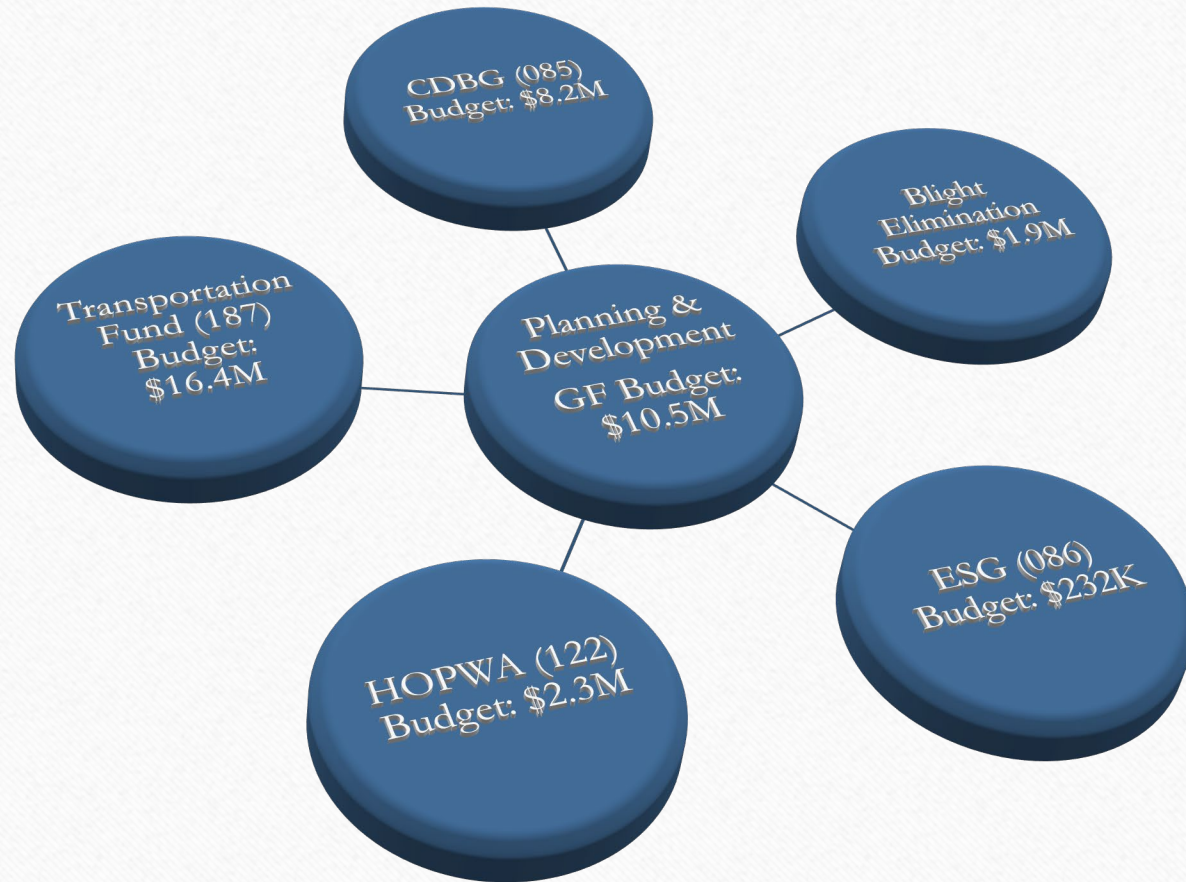 CDBG (085)
Budget: $8.2M
Blight
Elimination
Budget: $1.9M
Transportation
Fund (187)
Budget:
$16.4M
Planning &
Development
GF Budget:
$10.5M
ESG (086)
Budget: $232K
HOPWA (122)
Budget: $2.3M